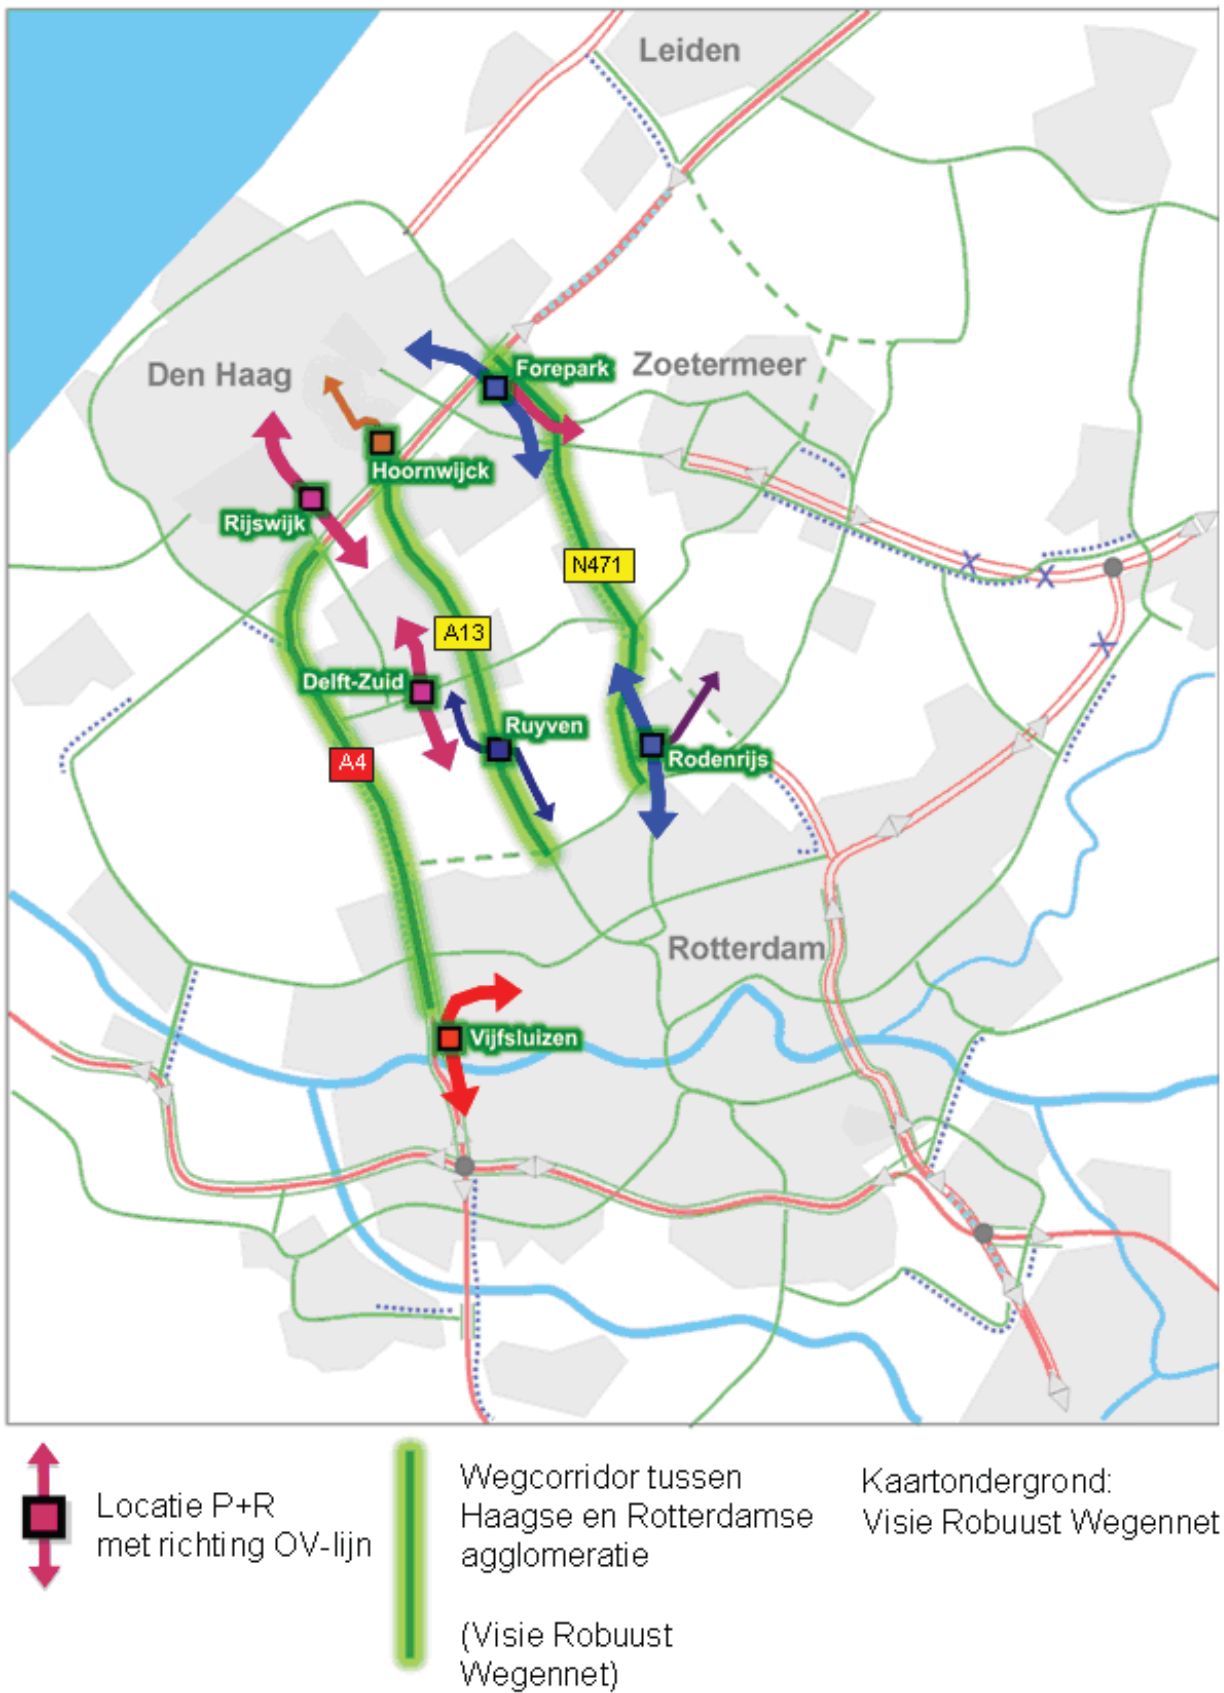 Leiden
Den Haag
Forepark
Zoetermeer
Hoornwijck
Rijswijk
N471
A13
Delft-Zuid
Ruyven
A4
Rodenrijs
Rotterdam
Vijfsluizen
Locatie P+R
met richting OV-lijn
Wegcorridor tussen
Haagse en Rotterdamse
agglomeratie
(Visie Robuust
Wegennet)
Kaartondergrond:
Visie Robuust Wegennet